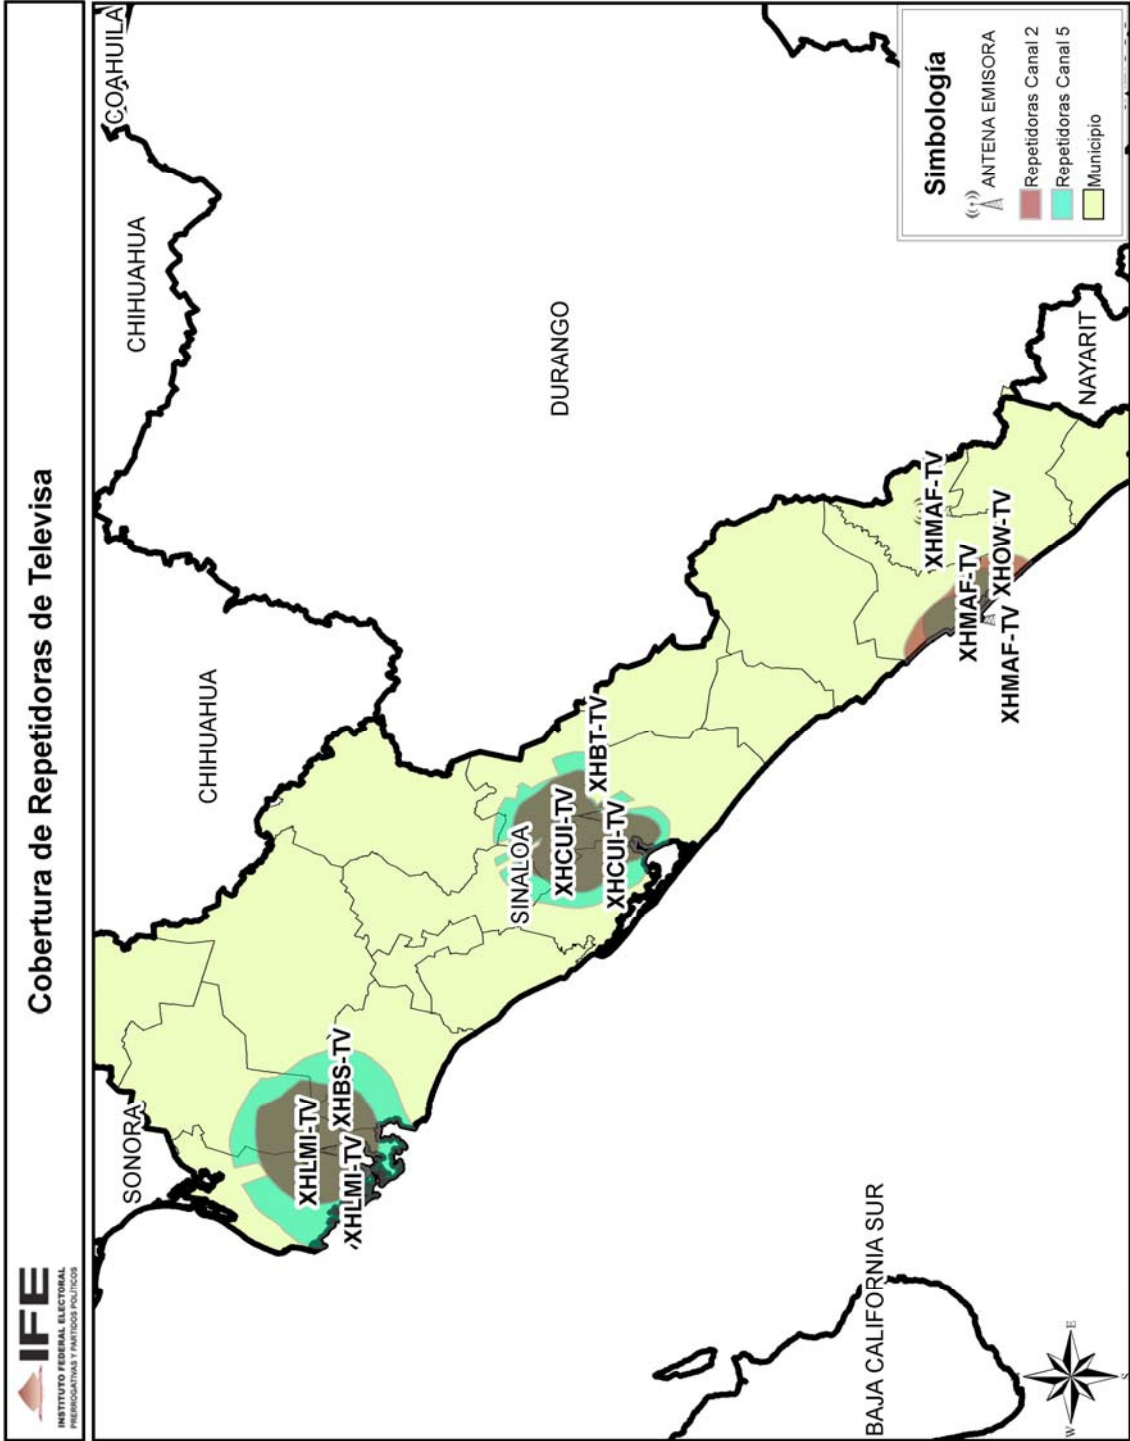 IFE
INSTITUTO FEDERAL ELECTORAL
PRERROGATIVAS Y PARTIDOS POLÍTICOS
Cobertura de Repetidoras de Televisa
COAHUILA
CHIHUAHUA
CHIHUAHUA
SONORA
DURANGO
SINALOA
NAYARIT
BAJA CALIFORNIA SUR
XHLMI-TV
XHBS-TV
XHLMI-TV
XHBT-TV
XHCUI-TV
XHCUI-TV
XHMAF-TV
XHMAF-TV
XHOW-TV
XHMAF-TV
Simbología
ANTENA EMISORA
Repetidoras Canal 2
Repetidoras Canal 5
Municipio
W
E
S